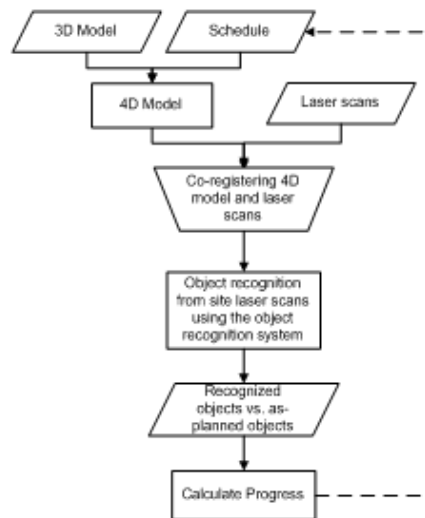 3D Model
Schedule
4D Model
Laser scans
Co-registering 4D
model and laser
scans
Object recognition
from site laser scans
using the object
recognition system
Recognized
objects vs. as-
planned objects
Calculate Progress